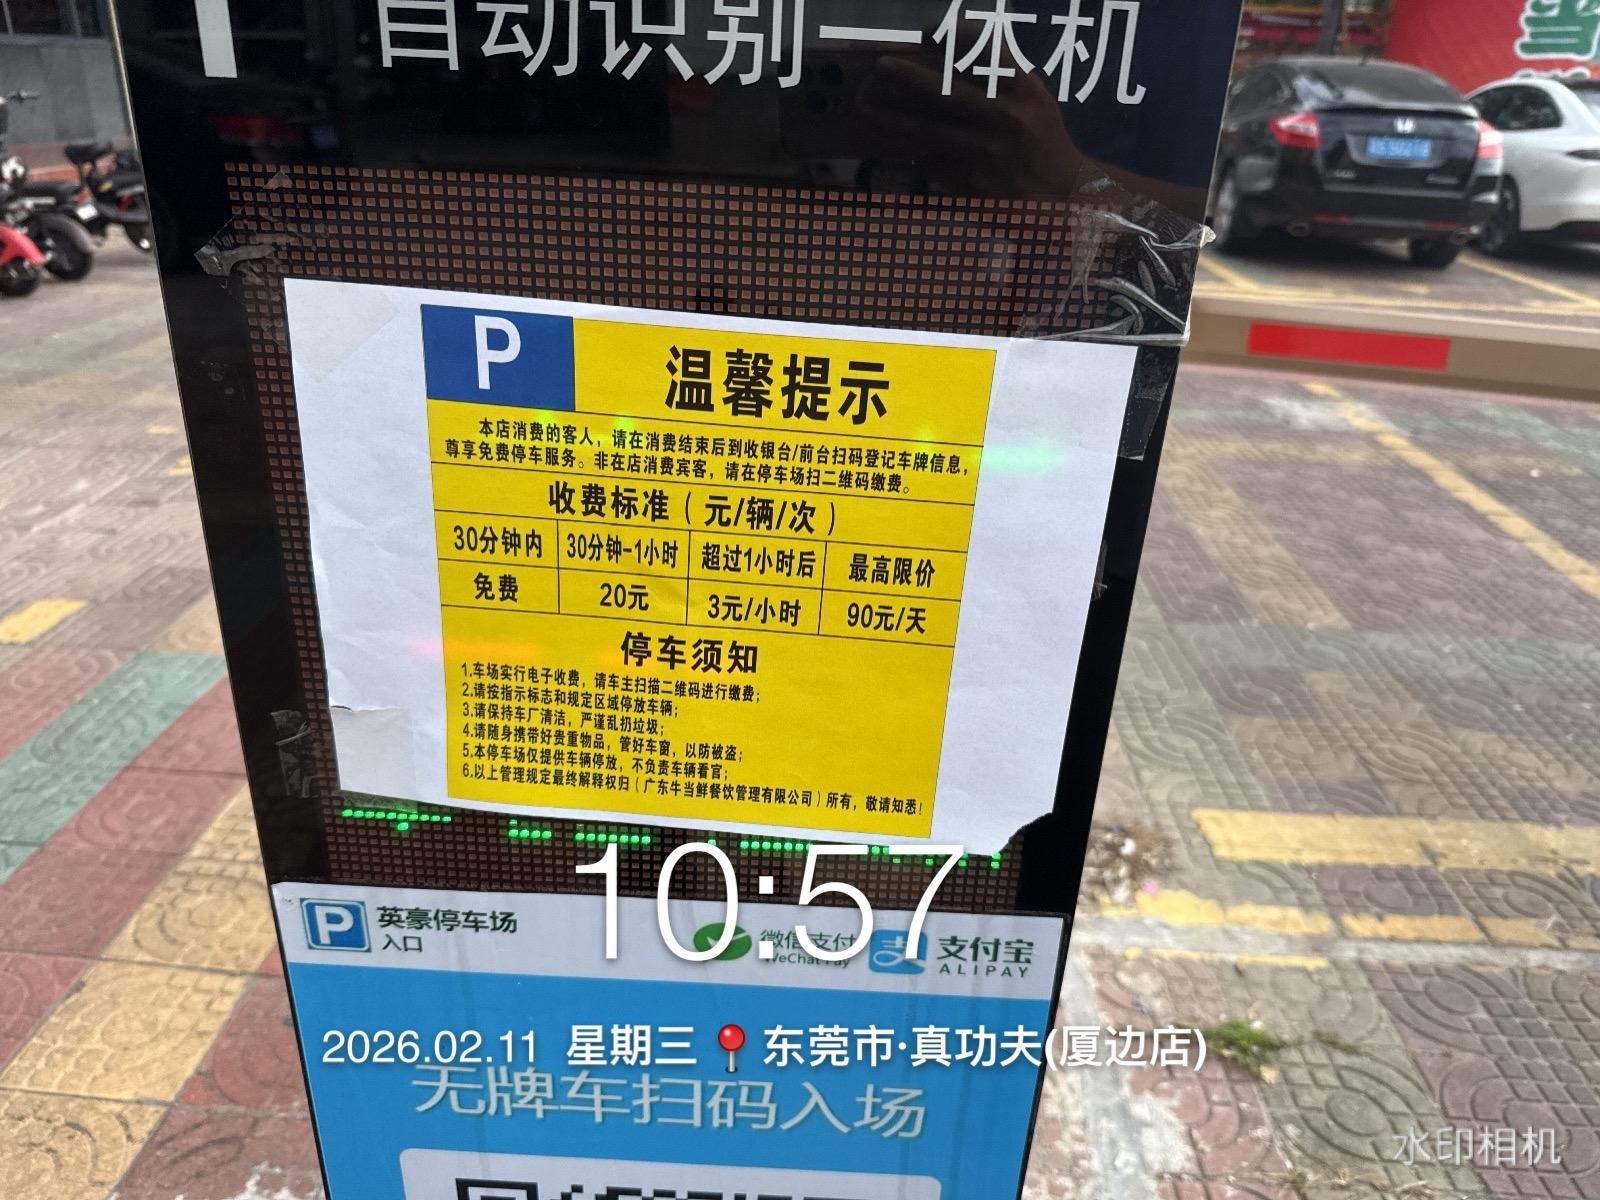 自动识别一体机
P
温馨提示
本店消费的客人，请在消费结束后到收银台/前台扫码登记车牌信息，
尊享免费停车服务。非在店消费宾客，请在停车场扫二维码缴费。
收费标准（元/辆/次）
30分钟内 30分钟-1小时 超过1小时后 最高限价
免费 20元 3元/小时 90元/天
停车须知
1.车场实行电子收费，请车主扫描二维码进行缴费；
2.请按指示标志和规定区域停放车辆；
3.请保持车厂清洁，严谨乱扔垃圾；
4.请随身携带好贵重物品，管好车窗，以防被盗；
5.本停车场仅提供车辆停放，不负责车辆看官；
6.以上管理规定最终解释权归（广东牛当鲜餐饮管理有限公司）所有，敬请知悉！
10:57
P 英豪停车场
入口
微信支付
WeChat Pay
支 支付宝
ALIPAY
2026.02.11 星期三 东莞市·真功夫(厦边店)
无牌车扫码入场
水印相机